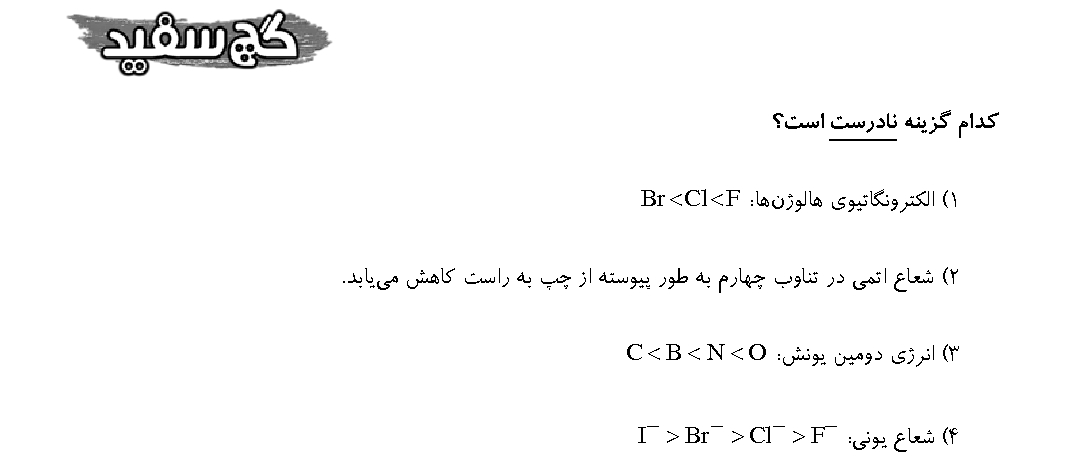 گچ سفید
کدام گزینه نادرست است؟
۱) الکترونگاتیوی هالوژن‌ها: Br<Cl<F
۲) شعاع اتمی در تناوب چهارم به طور پیوسته از چپ به راست کاهش می‌یابد.
۳) انرژی دومین یونش: C<B<N<O
۴) شعاع یونی: I⁻>Br⁻>Cl⁻>F⁻